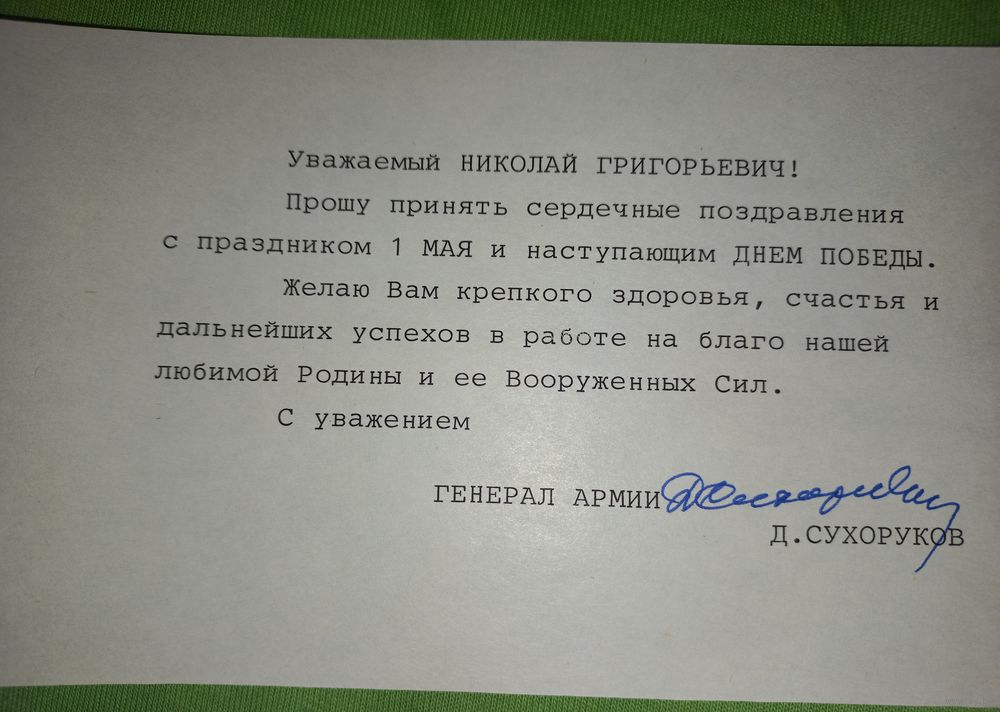 Уважаемый НИКОЛАЙ ГРИГОРЬЕВИЧ!
Прошу принять сердечные поздравления
с праздником 1 МАЯ и наступающим ДНЕМ ПОБЕДЫ.
Желаю Вам крепкого здоровья, счастья и
дальнейших успехов в работе на благо нашей
любимой Родины и ее Вооруженных Сил.
С уважением
ГЕНЕРАЛ АРМИИ
Д.СУХОРУКОВ